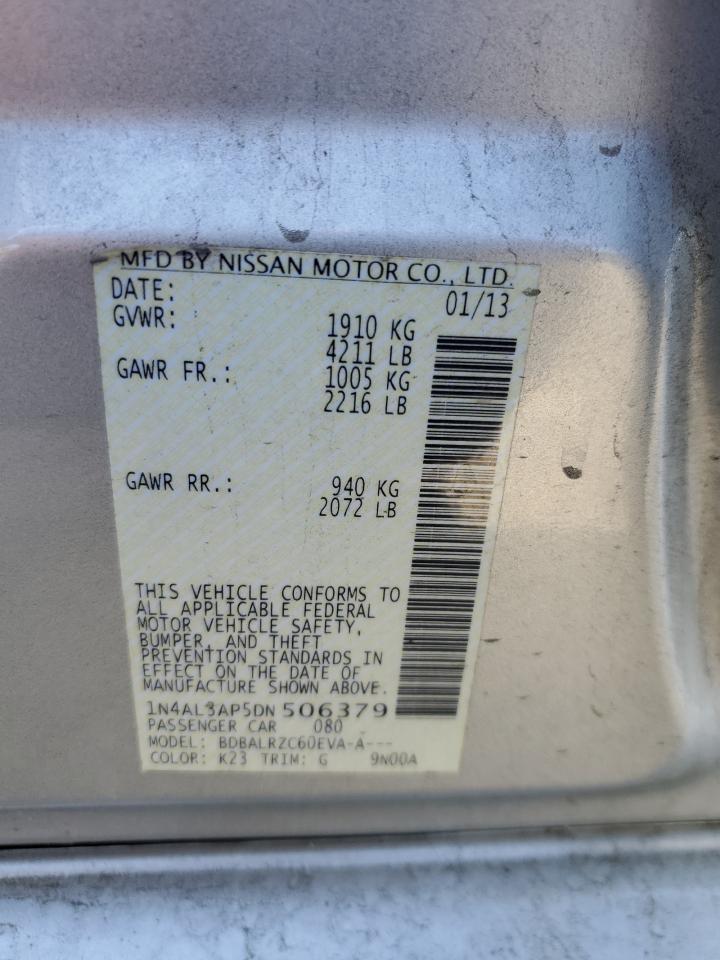 MFD BY NISSAN MOTOR CO., LTD.
DATE: 01/13
GVWR: 1910 KG
4211 LB
GAWR FR.: 1005 KG
2216 LB
GAWR RR.: 940 KG
2072 LB
THIS VEHICLE CONFORMS TO
ALL APPLICABLE FEDERAL
MOTOR VEHICLE SAFETY,
BUMPER, AND THEFT
PREVENTION STANDARDS IN
EFFECT ON THE DATE OF
MANUFACTURE SHOWN ABOVE.
1N4AL3AP5DN 506379
PASSENGER CAR 080
MODEL: BDBALRZC60EVA-A---
COLOR: K23 TRIM: G 9N00A